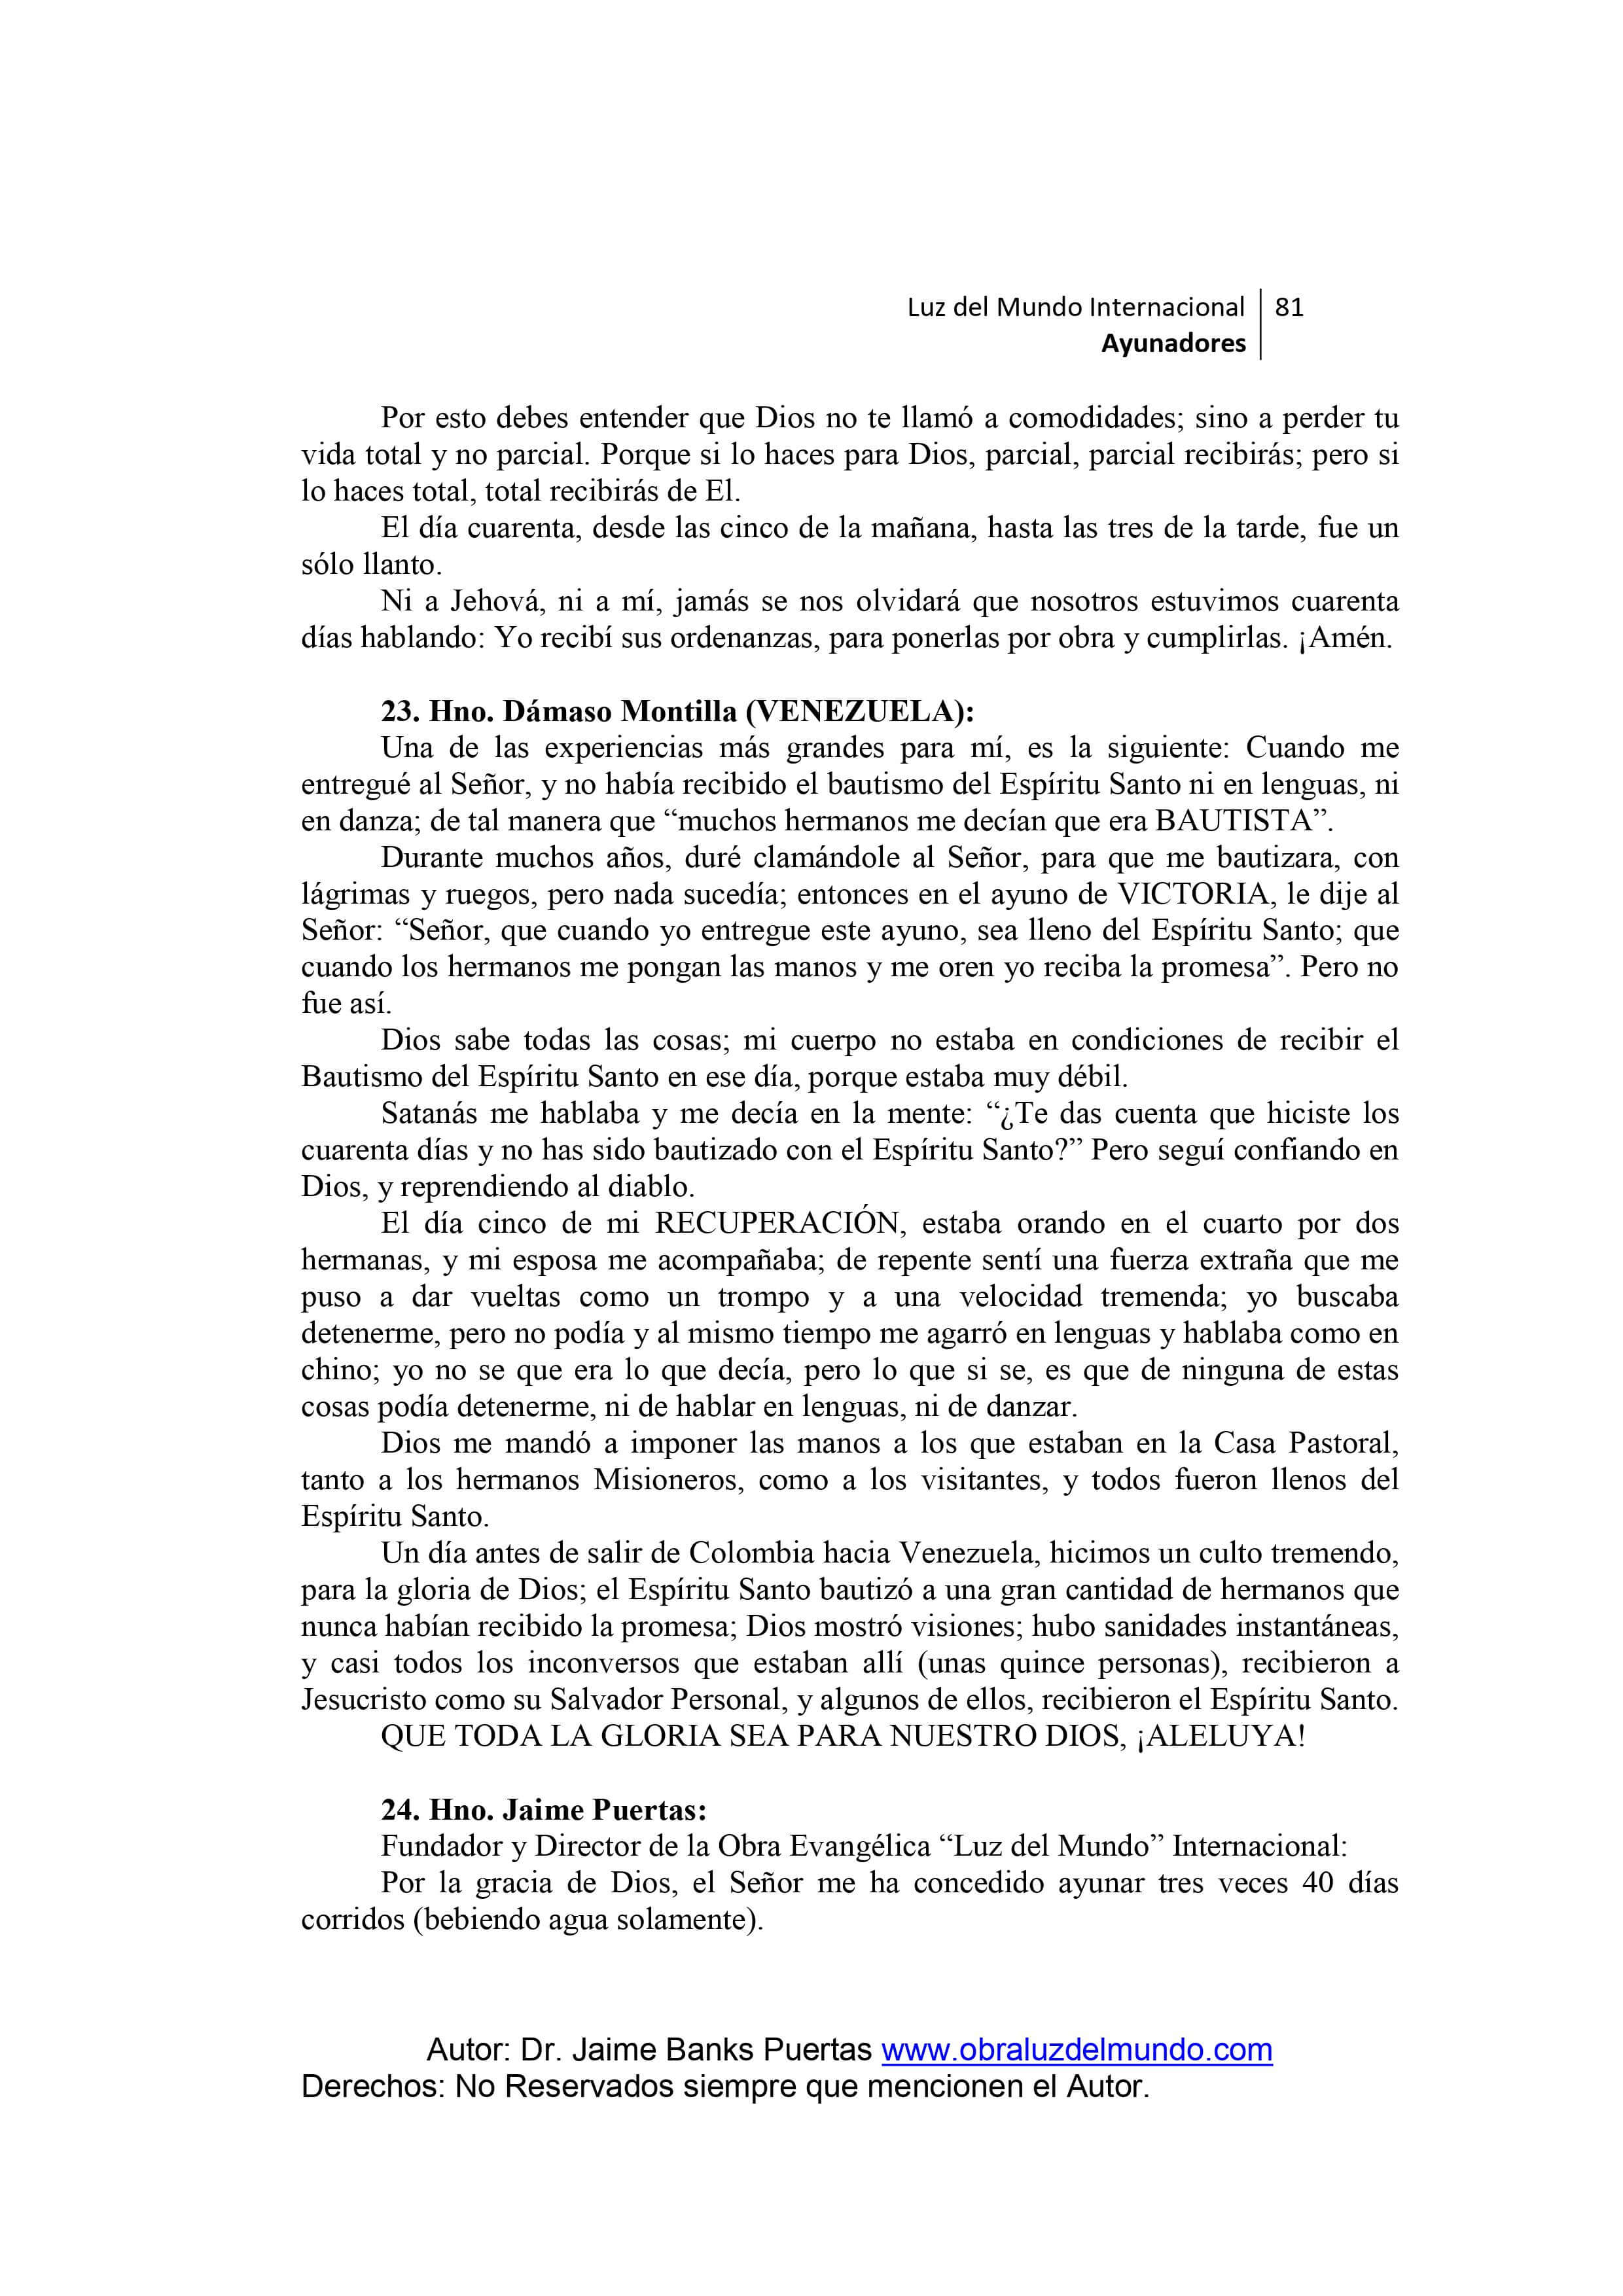 Luz del Mundo Internacional 81
Ayunadores
Por esto debes entender que Dios no te llamó a comodidades; sino a perder tu
vida total y no parcial. Porque si lo haces para Dios, parcial, parcial recibirás; pero si
lo haces total, total recibirás de El.
El día cuarenta, desde las cinco de la mañana, hasta las tres de la tarde, fue un
sólo llanto.
Ni a Jehová, ni a mí, jamás se nos olvidará que nosotros estuvimos cuarenta
días hablando: Yo recibí sus ordenanzas, para ponerlas por obra y cumplirlas. ¡Amén.
23. Hno. Dámaso Montilla (VENEZUELA):
Una de las experiencias más grandes para mí, es la siguiente: Cuando me
entregué al Señor, y no había recibido el bautismo del Espíritu Santo ni en lenguas, ni
en danza; de tal manera que “muchos hermanos me decían que era BAUTISTA”.
Durante muchos años, duré clamándole al Señor, para que me bautizara, con
lágrimas y ruegos, pero nada sucedía; entonces en el ayuno de VICTORIA, le dije al
Señor: “Señor, que cuando yo entregue este ayuno, sea lleno del Espíritu Santo; que
cuando los hermanos me pongan las manos y me oren yo reciba la promesa”. Pero no
fue así.
Dios sabe todas las cosas; mi cuerpo no estaba en condiciones de recibir el
Bautismo del Espíritu Santo en ese día, porque estaba muy débil.
Satanás me hablaba y me decía en la mente: “¿Te das cuenta que hiciste los
cuarenta días y no has sido bautizado con el Espíritu Santo?” Pero seguí confiando en
Dios, y reprendiendo al diablo.
El día cinco de mi RECUPERACIÓN, estaba orando en el cuarto por dos
hermanas, y mi esposa me acompañaba; de repente sentí una fuerza extraña que me
puso a dar vueltas como un trompo y a una velocidad tremenda; yo buscaba
detenerme, pero no podía y al mismo tiempo me agarró en lenguas y hablaba como en
chino; yo no se que era lo que decía, pero lo que si se, es que de ninguna de estas
cosas podía detenerme, ni de hablar en lenguas, ni de danzar.
Dios me mandó a imponer las manos a los que estaban en la Casa Pastoral,
tanto a los hermanos Misioneros, como a los visitantes, y todos fueron llenos del
Espíritu Santo.
Un día antes de salir de Colombia hacia Venezuela, hicimos un culto tremendo,
para la gloria de Dios; el Espíritu Santo bautizó a una gran cantidad de hermanos que
nunca habían recibido la promesa; Dios mostró visiones; hubo sanidades instantáneas,
y casi todos los inconversos que estaban allí (unas quince personas), recibieron a
Jesucristo como su Salvador Personal, y algunos de ellos, recibieron el Espíritu Santo.
QUE TODA LA GLORIA SEA PARA NUESTRO DIOS, ¡ALELUYA!
24. Hno. Jaime Puertas:
Fundador y Director de la Obra Evangélica “Luz del Mundo” Internacional:
Por la gracia de Dios, el Señor me ha concedido ayunar tres veces 40 días
corridos (bebiendo agua solamente).
Autor: Dr. Jaime Banks Puertas www.obraluzdelmundo.com
Derechos: No Reservados siempre que mencionen el Autor.